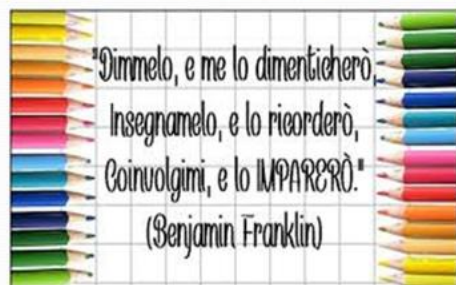 "Dimmelo, e me lo dimenticherò,
Insegnamelo, e lo ricorderò,
Coinvolgimi, e lo IMPARERÒ."
(Benjamin Franklin)